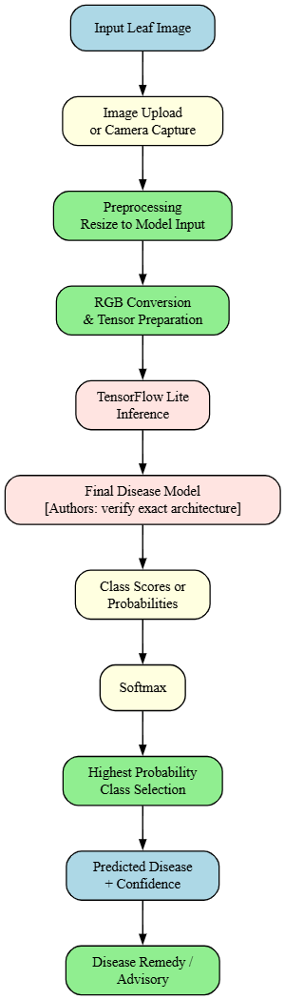 Input Leaf Image
Image Upload
or Camera Capture
Preprocessing
Resize to Model Input
RGB Conversion
& Tensor Preparation
TensorFlow Lite
Inference
Final Disease Model
[Authors: verify exact architecture]
Class Scores or
Probabilities
Softmax
Highest Probability
Class Selection
Predicted Disease
+ Confidence
Disease Remedy /
Advisory